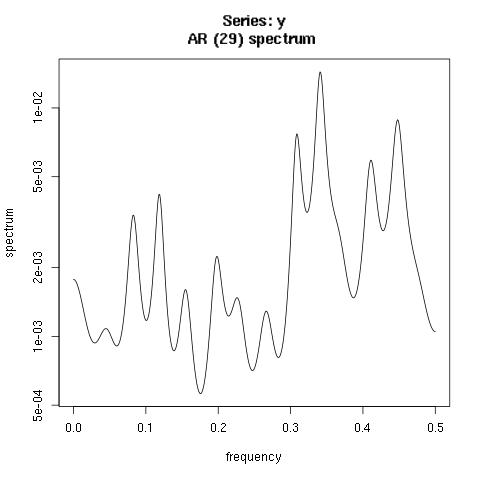 Series: y
AR (29) spectrum
spectrum
1e-02
5e-03
2e-03
1e-03
5e-04
0.0 0.1 0.2 0.3 0.4 0.5
frequency